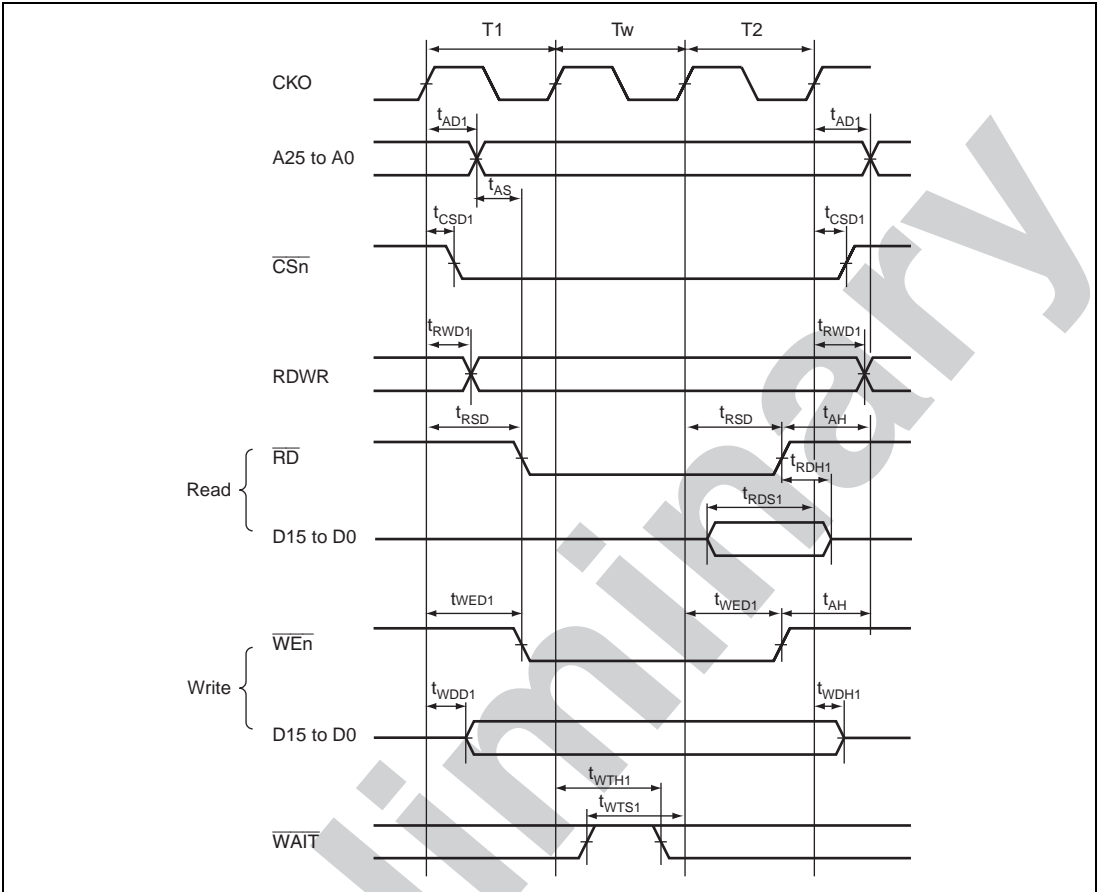 T1 Tw T2
CKO
tAD1 tAD1
A25 to A0
tAS
tCSD1 tCSD1
CSn
tRWD1 tRWD1
RDWR
tRSD tRSD tAH
RD
tRDH1
Read
tRDS1
D15 to D0
tWED1 tWED1 tAH
WEn
Write
tWDD1 tWDH1
D15 to D0
tWTH1
tWTS1
WAIT
liminary